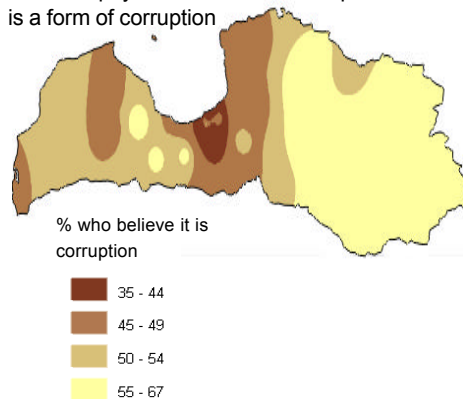 is a form of corruption
% who believe it is
corruption
35 - 44
45 - 49
50 - 54
55 - 67